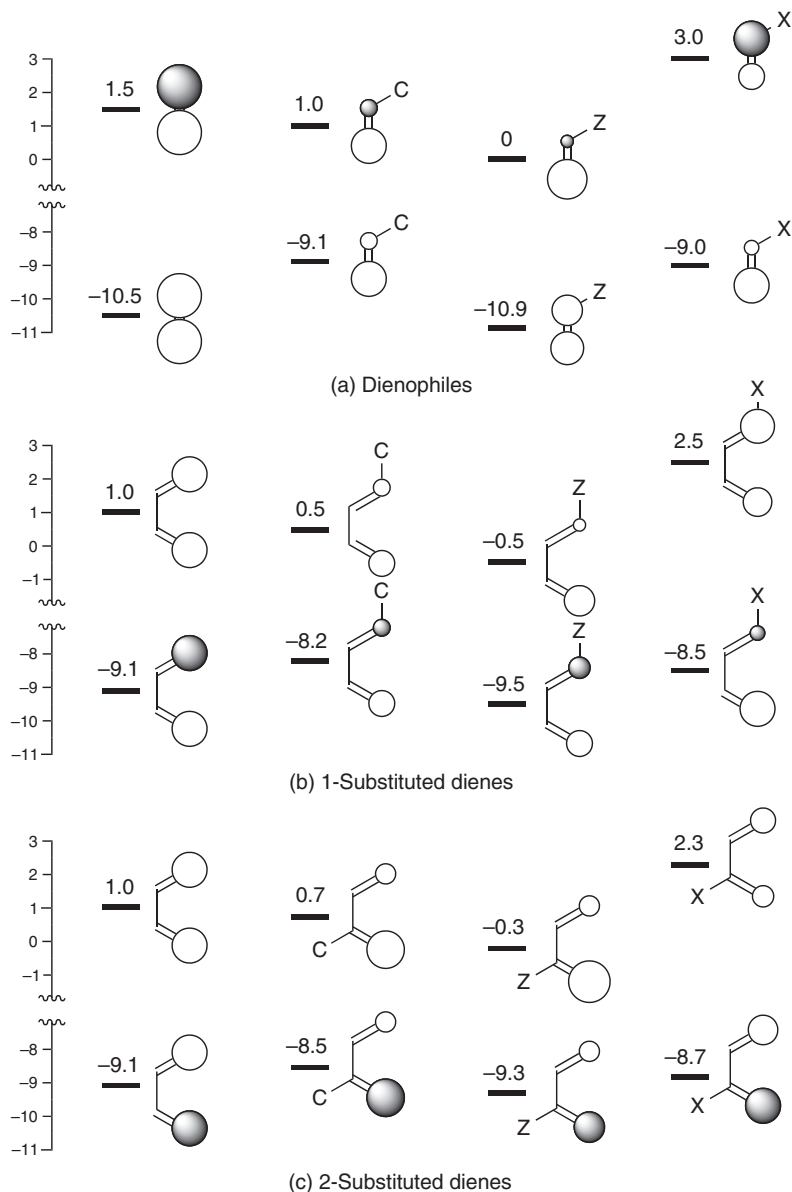 3
2
1
0
–8
–9
–10
–11
1.5
1.0
C
0
Z
3.0
X
–10.5
–9.1
C
–10.9
Z
–9.0
X
(a) Dienophiles
3
2
1
0
–1
–8
–9
–10
–11
1.0
0.5
C
–0.5
Z
2.5
X
–9.1
–8.2
C
–9.5
Z
–8.5
X
(b) 1-Substituted dienes
3
2
1
0
–1
–8
–9
–10
–11
1.0
0.7
C
–0.3
Z
2.3
X
–9.1
–8.5
C
–9.3
Z
–8.7
X
(c) 2-Substituted dienes